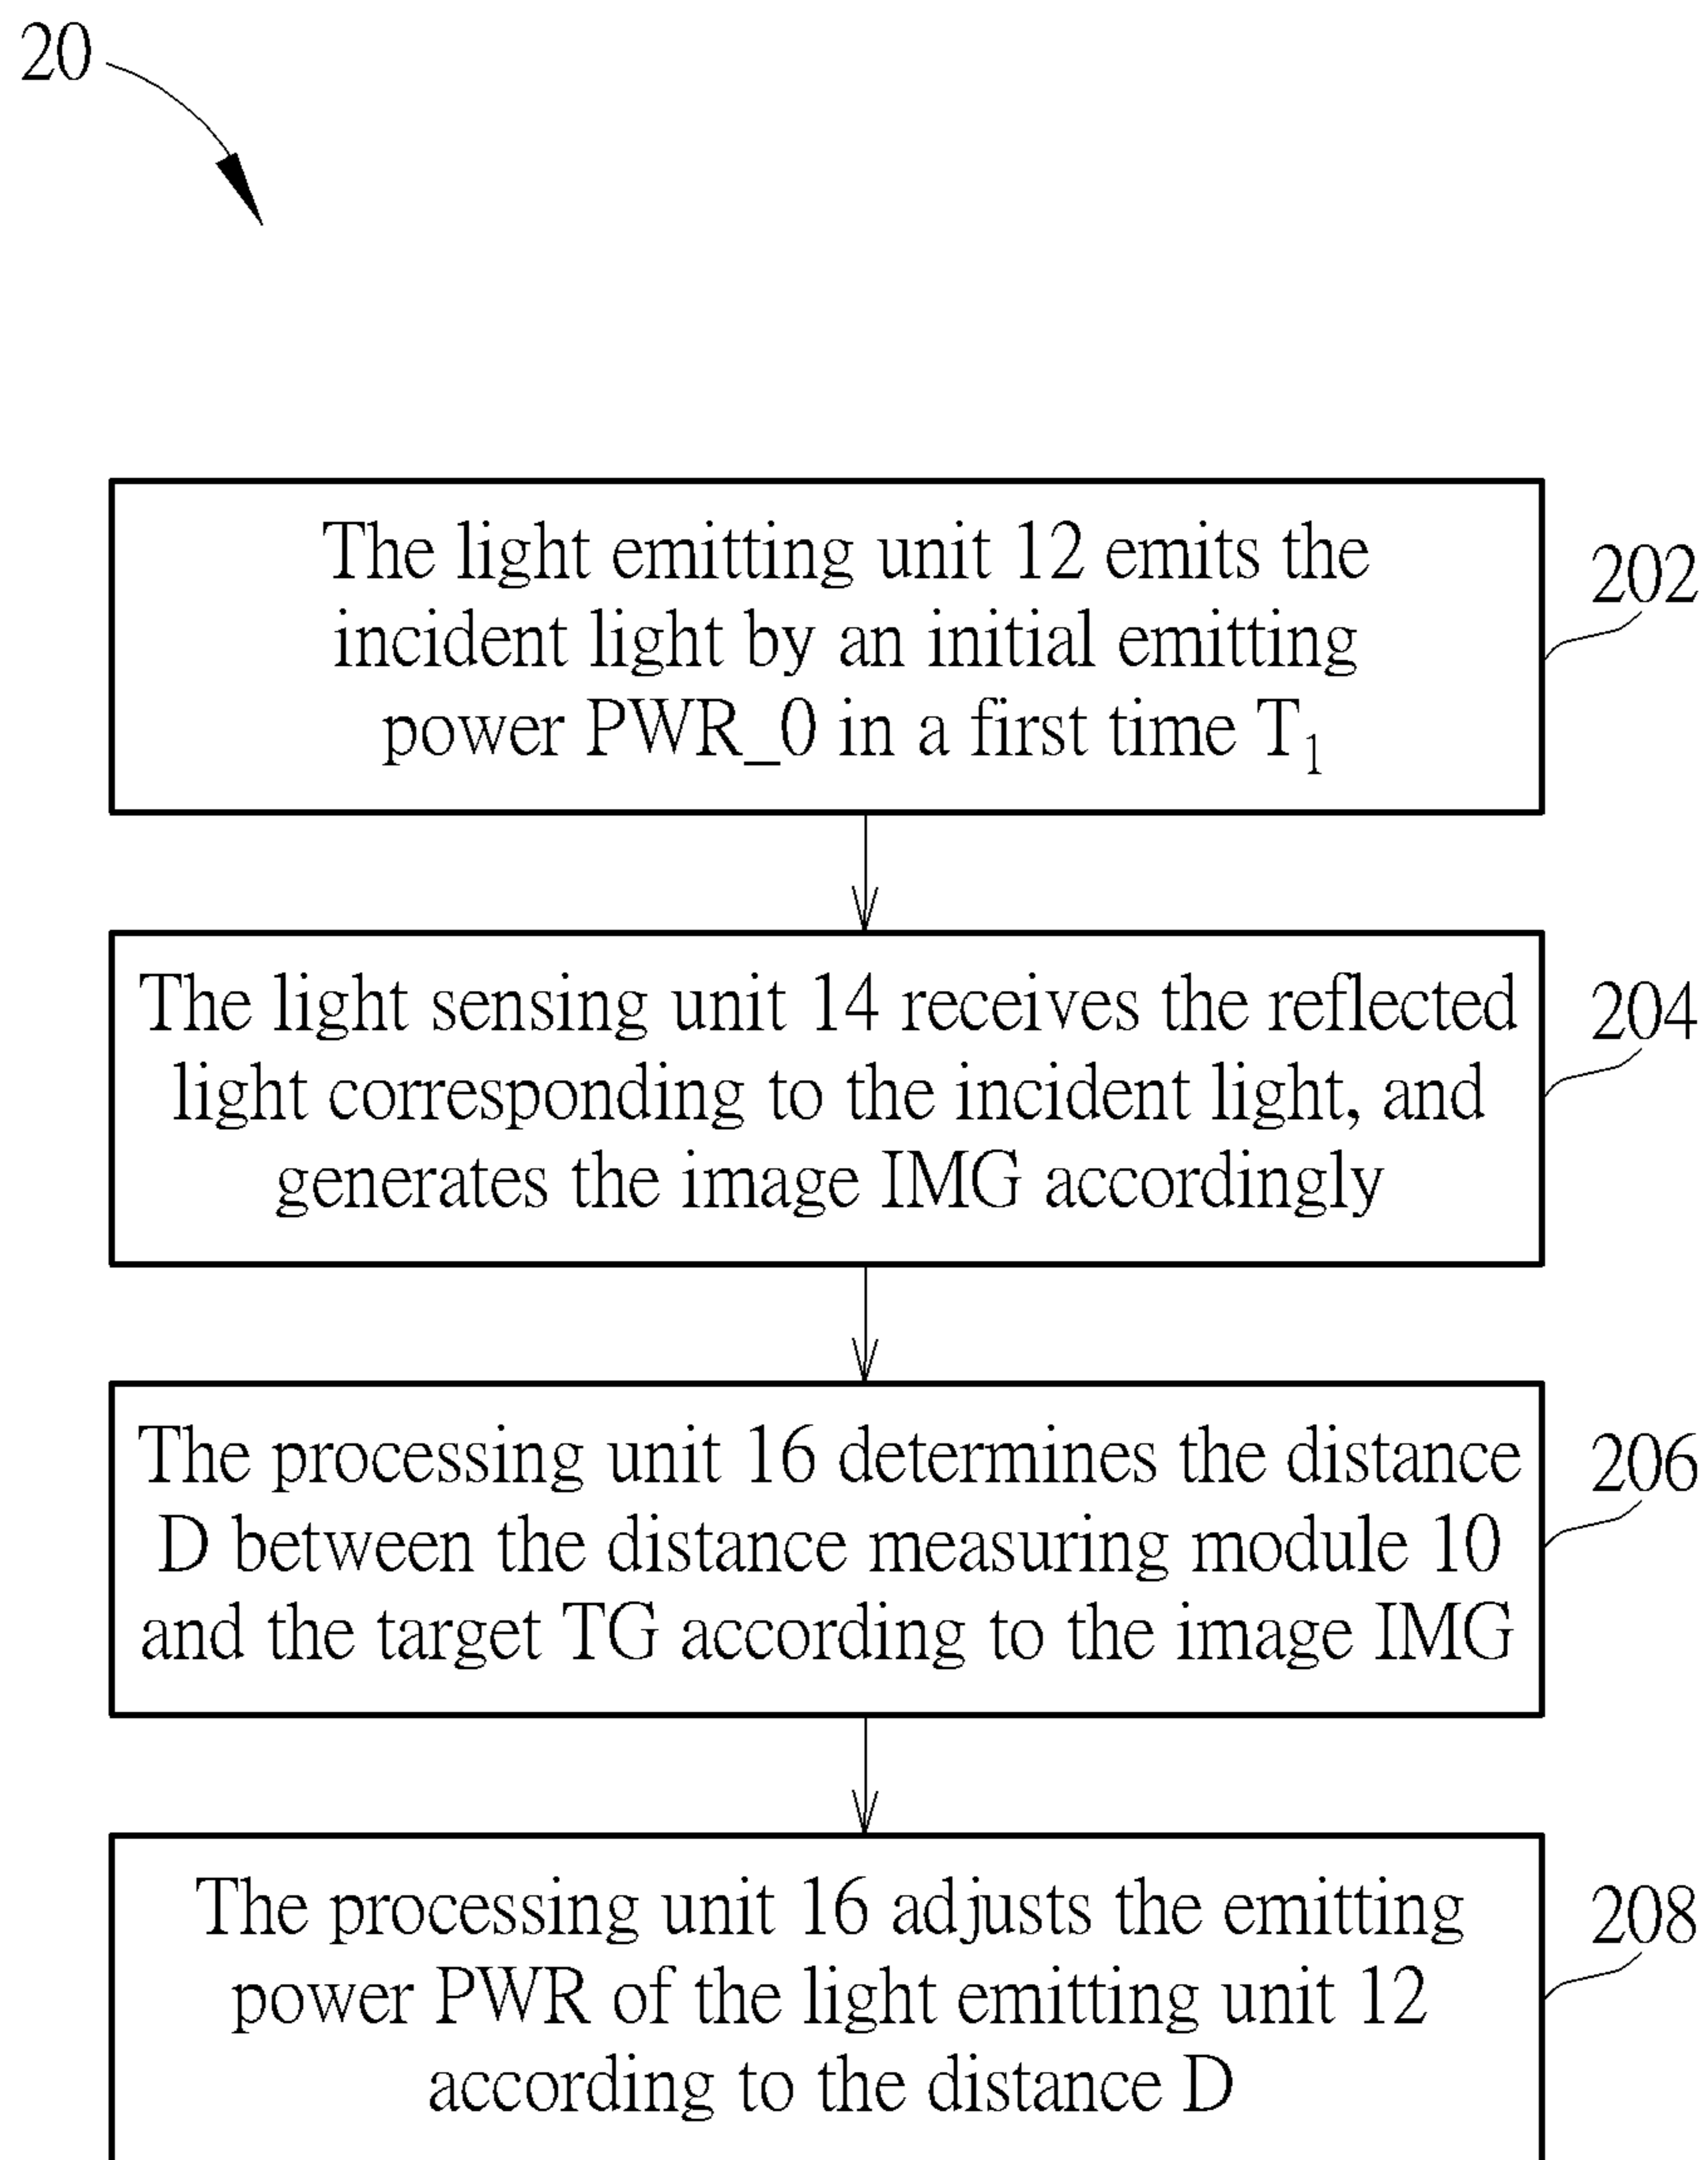 20
The light emitting unit 12 emits the
incident light by an initial emitting
power PWR_0 in a first time T₁
202
The light sensing unit 14 receives the reflected
light corresponding to the incident light, and
generates the image IMG accordingly
204
The processing unit 16 determines the distance
D between the distance measuring module 10
and the target TG according to the image IMG
206
The processing unit 16 adjusts the emitting
power PWR of the light emitting unit 12
according to the distance D
208